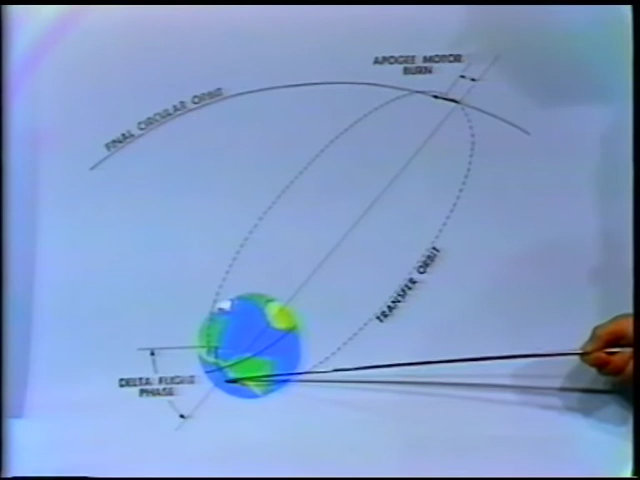 APOGEE MOTOR
BURN
FINAL CIRCULAR ORBIT
TRANSFER ORBIT
DELTA FLIGHT
PHASE